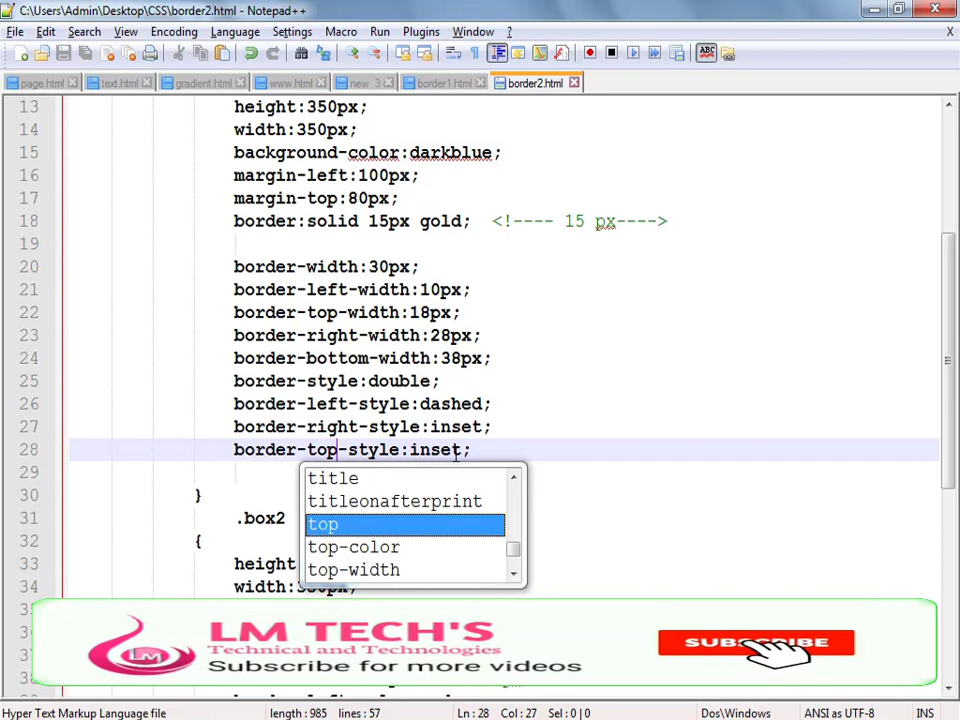 C:\Users\Admin\Desktop\CSS\border2.html - Notepad++
File Edit Search View Encoding Language Settings Macro Run Plugins Window ? X
page.html text.html gradient.html www.html new 3 border1.html border2.html
13 height:350px;
14 width:350px;
15 background-color:darkblue;
16 margin-left:100px;
17 margin-top:80px;
18 border:solid 15px gold; <!---- 15 px---->
19
20 border-width:30px;
21 border-left-width:10px;
22 border-top-width:18px;
23 border-right-width:28px;
24 border-bottom-width:38px;
25 border-style:double;
26 border-left-style:dashed;
27 border-right-style:inset;
28 border-top-style:inset;
29
title
30 }
titleonafterprint
31 .box2
top
32 {
top-color
33 height
top-width
34 width:350px;
LM TECH'S
Technical and Technologies
Subscribe for more videos
SUBSCRIBE
LM
Hyper Text Markup Language file length : 985 lines : 57 Ln : 28 Col : 27 Sel : 0 | 0 Dos\Windows ANSI as UTF-8 INS